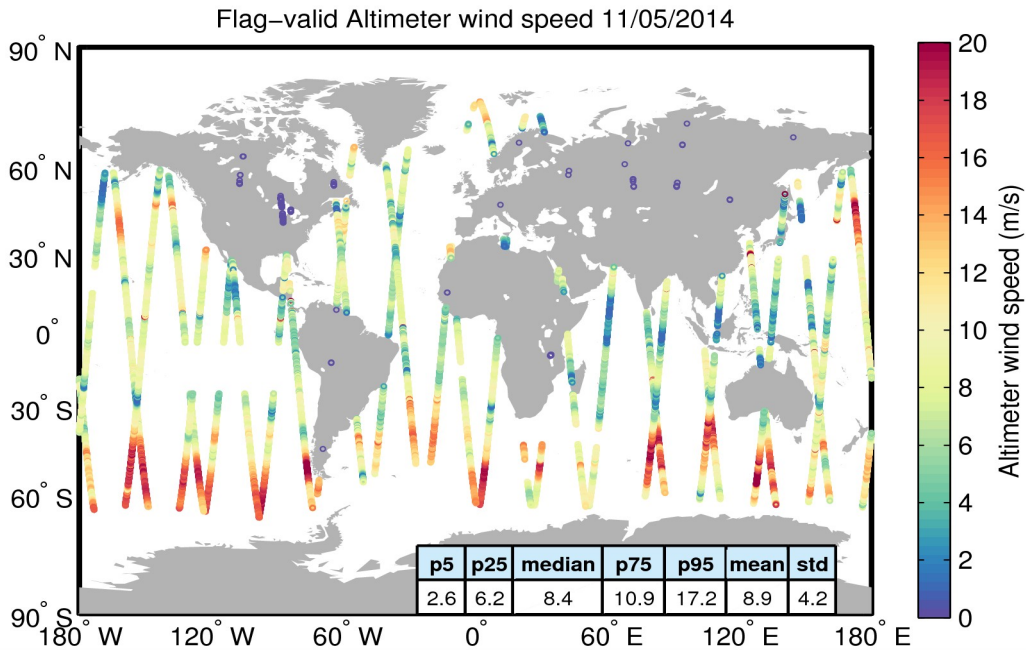 Flag−valid Altimeter wind speed 11/05/2014
90° N
60° N
30° N
0°
30° S
60° S
90° S
180° W
120° W
60° W
0°
60° E
120° E
180° E
p5 p25 median p75 p95 mean std
2.6 6.2 8.4 10.9 17.2 8.9 4.2
20
18
16
14
12
10
8
6
4
2
0
Altimeter wind speed (m/s)